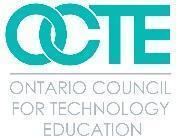 OCTE
ONTARIO COUNCIL
FOR TECHNOLOGY
EDUCATION